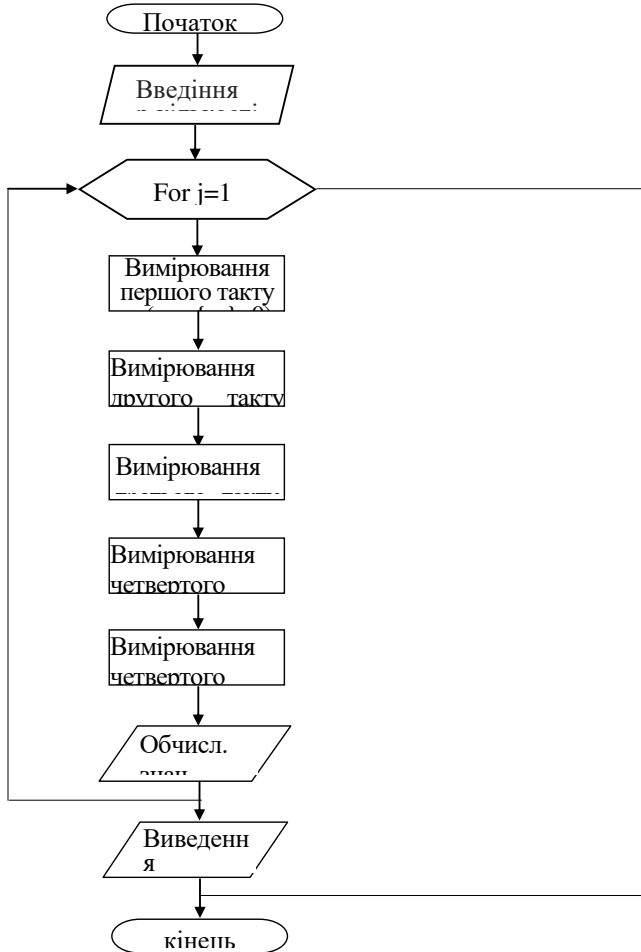 Початок
Введіння
For j=1
Вимірювання
першого такту
Вимірювання
другого такту
Вимірювання
Вимірювання
четвертого
Вимірювання
четвертого
Обчисл.
Виведенн
я
кінець